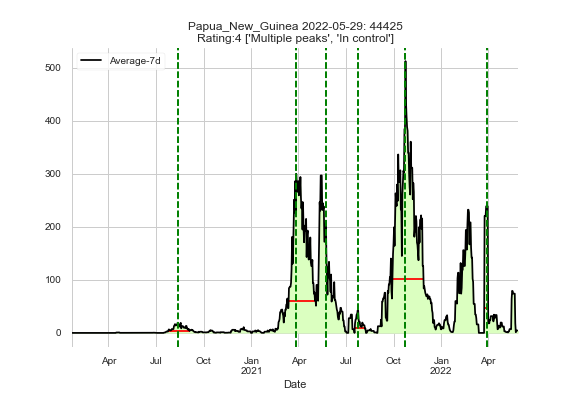 Papua_New_Guinea 2022-05-29: 44425
Rating:4 ['Multiple peaks', 'In control']
Average-7d
500
400
300
200
100
0
Apr Jul Oct Jan Apr Jul Oct Jan Apr
2021 2022
Date